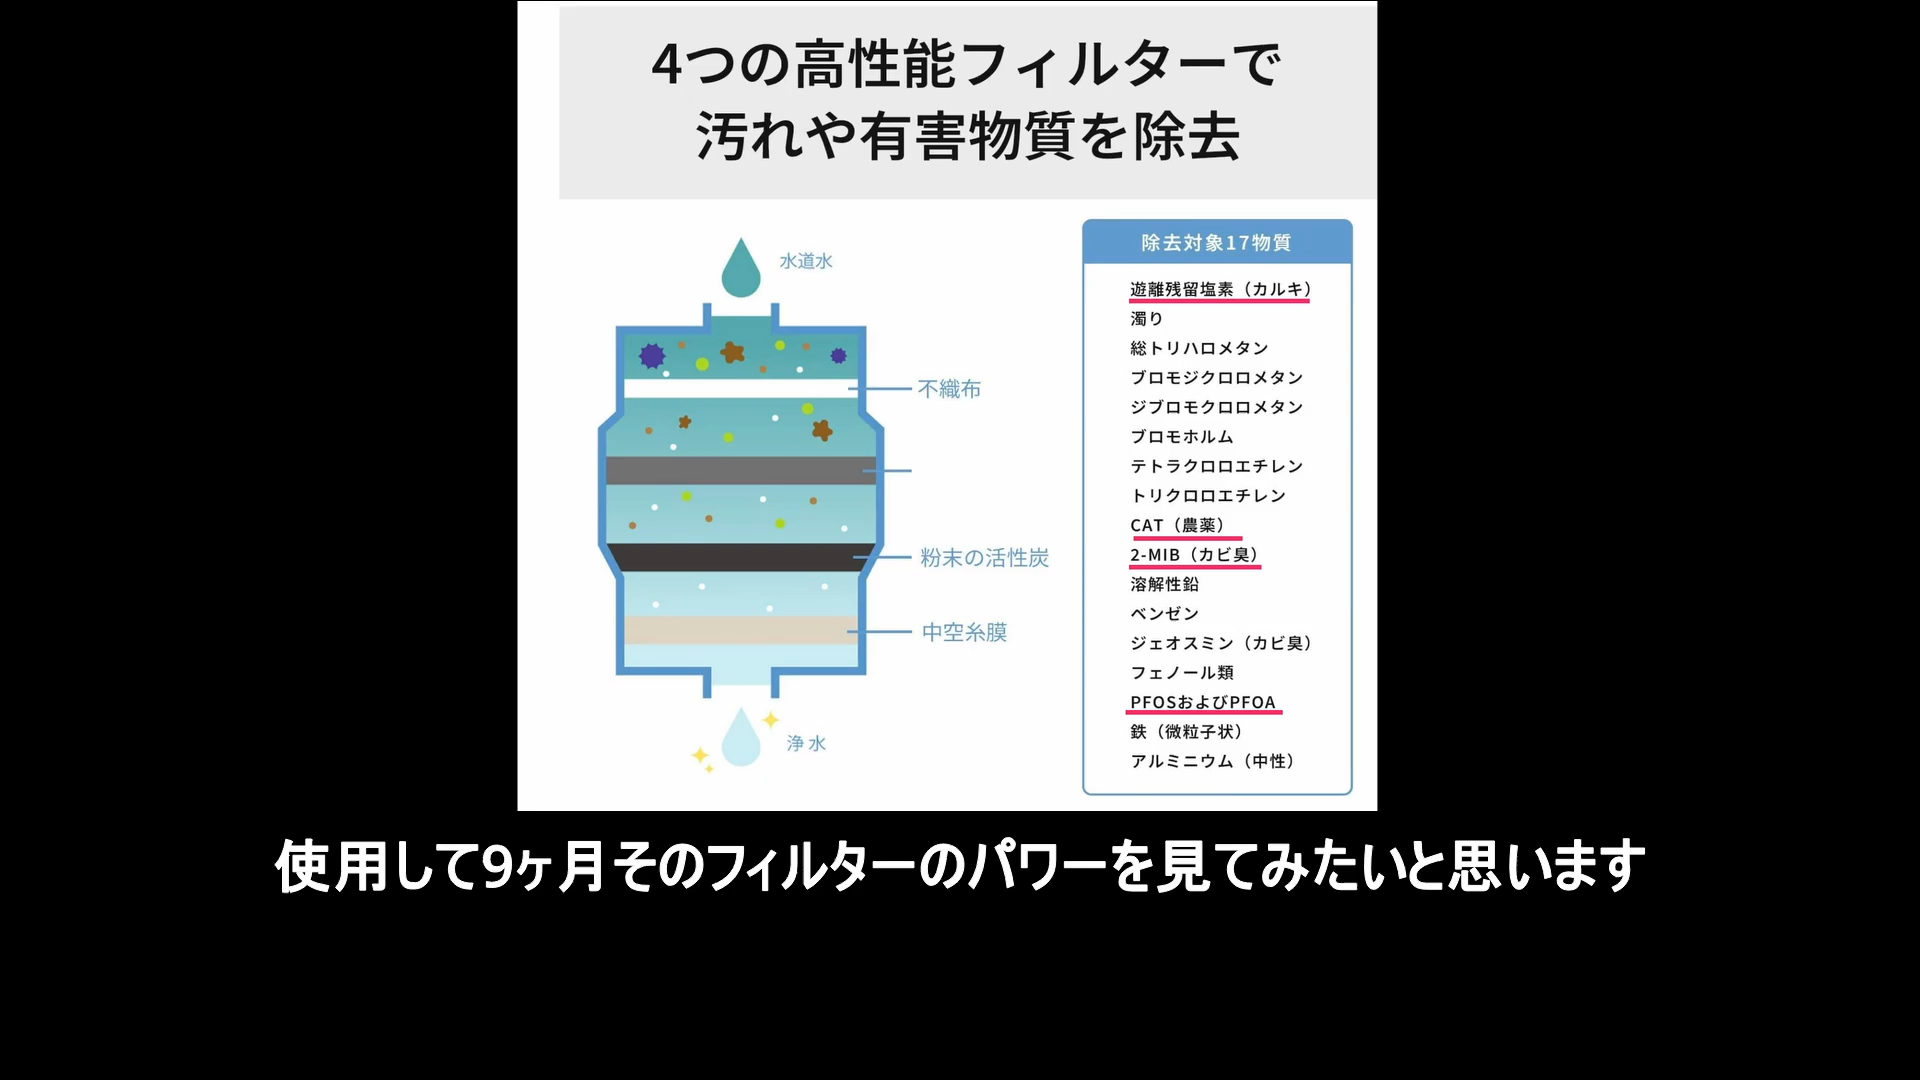 4つの高性能フィルターで
汚れや有害物質を除去
水道水
不織布
粉末の活性炭
中空糸膜
浄水
除去対象17物質
遊離残留塩素（カルキ）
濁り
総トリハロメタン
ブロモジクロロメタン
ジブロモクロロメタン
ブロモホルム
テトラクロロエチレン
トリクロロエチレン
CAT（農薬）
2-MIB（カビ臭）
溶解性鉛
ベンゼン
ジェオスミン（カビ臭）
フェノール類
PFOSおよびPFOA
鉄（微粒子状）
アルミニウム（中性）
使用して9ヶ月そのフィルターのパワーを見てみたいと思います